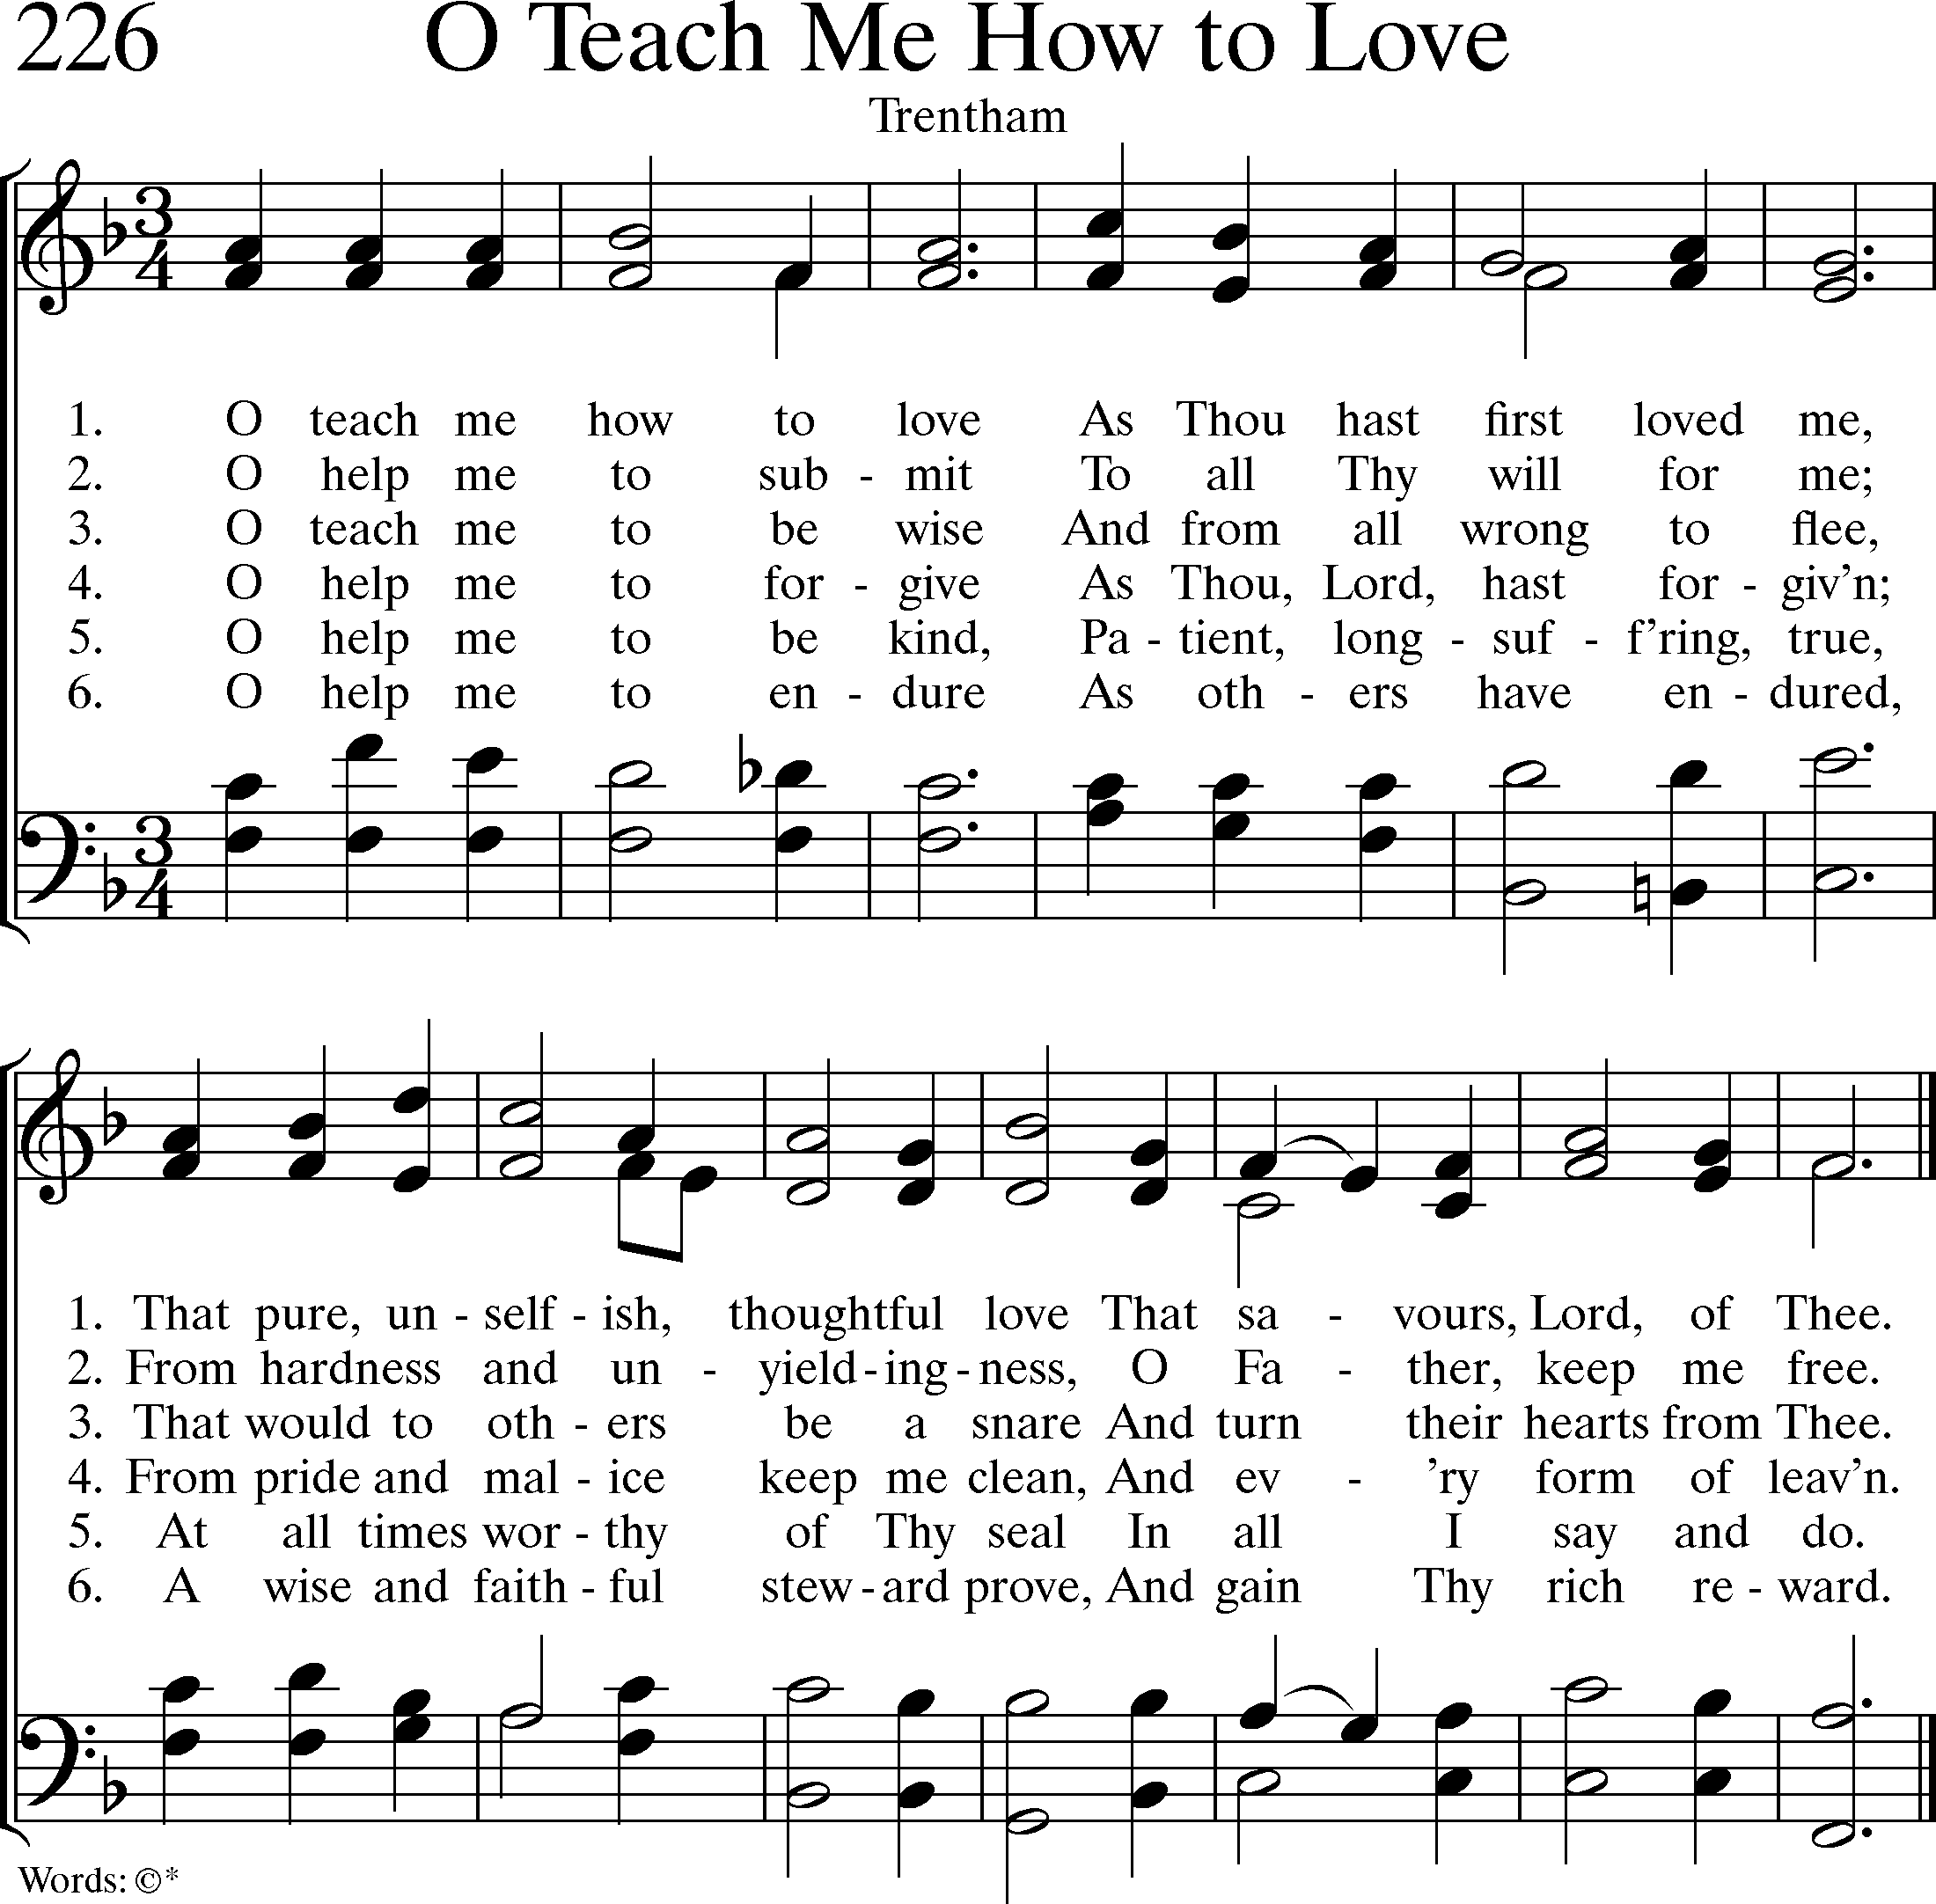 226 O Teach Me How to Love
Trentham
3 4
1. O teach me how to love As Thou hast first loved me,
2. O help me to sub - mit To all Thy will for me;
3. O teach me to be wise And from all wrong to flee,
4. O help me to for - give As Thou, Lord, hast for - giv’n;
5. O help me to be kind, Pa - tient, long - suf - f’ring, true,
6. O help me to en - dure As oth - ers have en - dured,
3 4
1. That pure, un - self - ish, thoughtful love That sa - vours, Lord, of Thee.
2. From hardness and un - yield - ing - ness, O Fa - ther, keep me free.
3. That would to oth - ers be a snare And turn their hearts from Thee.
4. From pride and mal - ice keep me clean, And ev - ’ry form of leav’n.
5. At all times wor - thy of Thy seal In all I say and do.
6. A wise and faith - ful stew - ard prove, And gain Thy rich re - ward.
Words: ©*